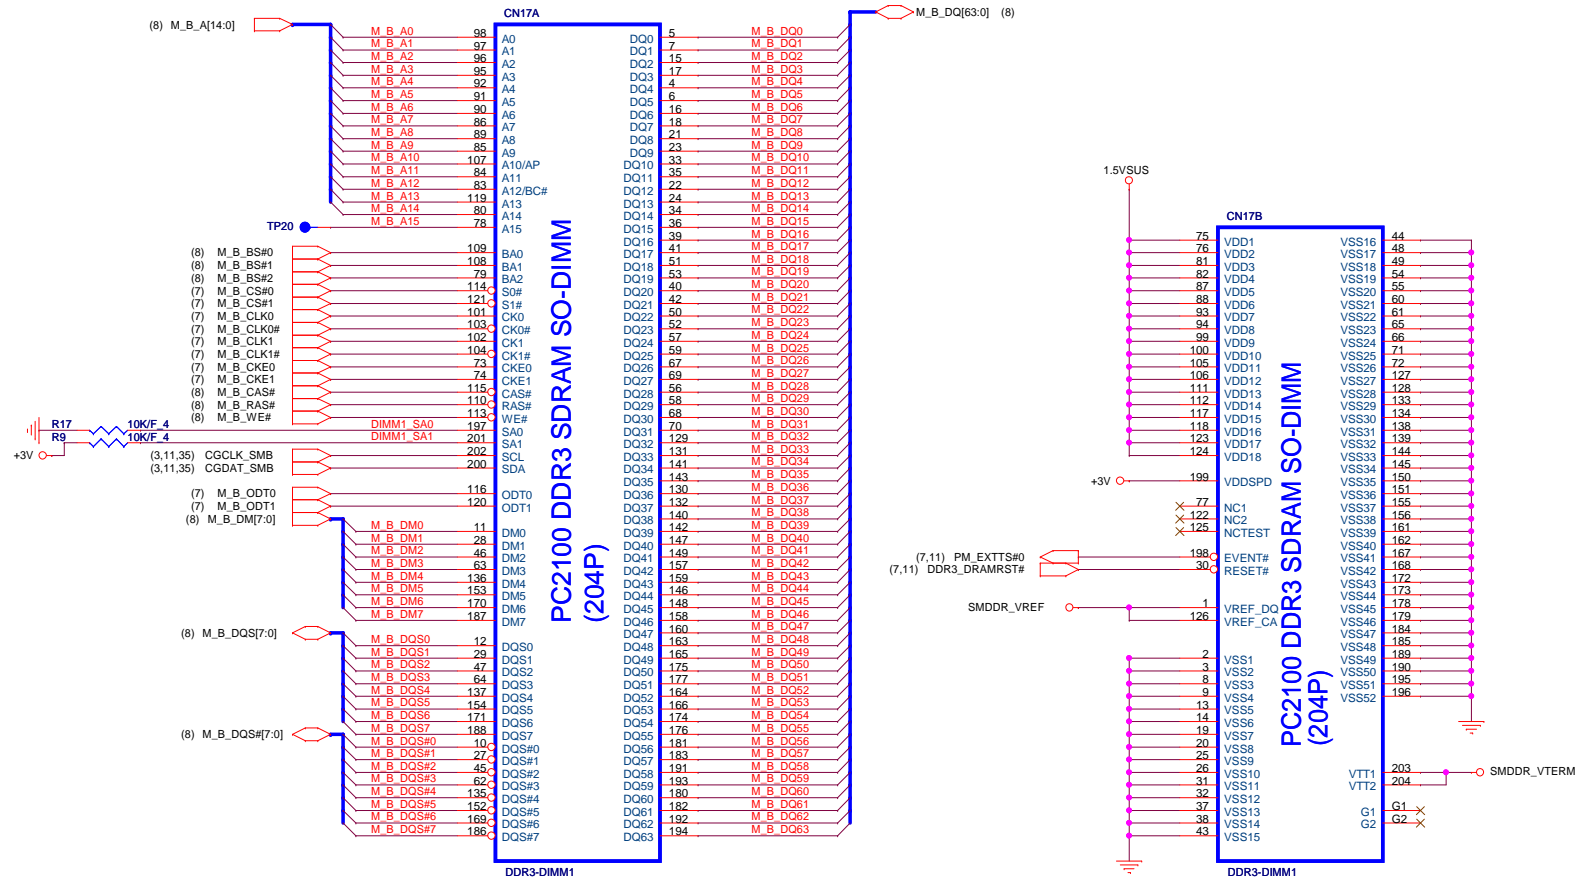 CN17A
(8) M_B_A[14:0]
M_B_A0 98 A0
M_B_A1 97 A1
M_B_A2 96 A2
M_B_A3 95 A3
M_B_A4 92 A4
M_B_A5 91 A5
M_B_A6 90 A6
M_B_A7 86 A7
M_B_A8 89 A8
M_B_A9 85 A9
M_B_A10 107 A10/AP
M_B_A11 84 A11
M_B_A12 83 A12/BC#
M_B_A13 119 A13
M_B_A14 80 A14
TP20 M_B_A15 78 A15
(8) M_B_BS#0 109 BA0
(8) M_B_BS#1 108 BA1
(8) M_B_BS#2 79 BA2
(7) M_B_CS#0 114 S0#
(7) M_B_CS#1 121 S1#
(7) M_B_CLK0 101 CK0
(7) M_B_CLK0# 103 CK0#
(7) M_B_CLK1 102 CK1
(7) M_B_CLK1# 104 CK1#
(7) M_B_CKE0 73 CKE0
(7) M_B_CKE1 74 CKE1
(8) M_B_CAS# 115 CAS#
(8) M_B_RAS# 110 RAS#
(8) M_B_WE# 113 WE#
R17 10K/F_4 DIMM1_SA0 197 SA0
R9 10K/F_4 DIMM1_SA1 201 SA1
+3V
(3,11,35) CGCLK_SMB 202 SCL
(3,11,35) CGDAT_SMB 200 SDA
(7) M_B_ODT0 116 ODT0
(7) M_B_ODT1 120 ODT1
(8) M_B_DM[7:0]
M_B_DM0 11 DM0
M_B_DM1 28 DM1
M_B_DM2 46 DM2
M_B_DM3 63 DM3
M_B_DM4 136 DM4
M_B_DM5 153 DM5
M_B_DM6 170 DM6
M_B_DM7 187 DM7
(8) M_B_DQS[7:0]
M_B_DQS0 12 DQS0
M_B_DQS1 29 DQS1
M_B_DQS2 47 DQS2
M_B_DQS3 64 DQS3
M_B_DQS4 137 DQS4
M_B_DQS5 154 DQS5
M_B_DQS6 171 DQS6
M_B_DQS7 188 DQS7
(8) M_B_DQS#[7:0]
M_B_DQS#0 10 DQS#0
M_B_DQS#1 27 DQS#1
M_B_DQS#2 45 DQS#2
M_B_DQS#3 62 DQS#3
M_B_DQS#4 135 DQS#4
M_B_DQS#5 152 DQS#5
M_B_DQS#6 169 DQS#6
M_B_DQS#7 186 DQS#7
PC2100 DDR3 SDRAM SO-DIMM
(204P)
M_B_DQ[63:0] (8)
DQ0 5 M_B_DQ0
DQ1 7 M_B_DQ1
DQ2 15 M_B_DQ2
DQ3 17 M_B_DQ3
DQ4 4 M_B_DQ4
DQ5 6 M_B_DQ5
DQ6 16 M_B_DQ6
DQ7 18 M_B_DQ7
DQ8 21 M_B_DQ8
DQ9 23 M_B_DQ9
DQ10 33 M_B_DQ10
DQ11 35 M_B_DQ11
DQ12 22 M_B_DQ12
DQ13 24 M_B_DQ13
DQ14 34 M_B_DQ14
DQ15 36 M_B_DQ15
DQ16 39 M_B_DQ16
DQ17 41 M_B_DQ17
DQ18 51 M_B_DQ18
DQ19 53 M_B_DQ19
DQ20 40 M_B_DQ20
DQ21 42 M_B_DQ21
DQ22 50 M_B_DQ22
DQ23 52 M_B_DQ23
DQ24 57 M_B_DQ24
DQ25 59 M_B_DQ25
DQ26 67 M_B_DQ26
DQ27 69 M_B_DQ27
DQ28 56 M_B_DQ28
DQ29 58 M_B_DQ29
DQ30 68 M_B_DQ30
DQ31 70 M_B_DQ31
DQ32 129 M_B_DQ32
DQ33 131 M_B_DQ33
DQ34 141 M_B_DQ34
DQ35 143 M_B_DQ35
DQ36 130 M_B_DQ36
DQ37 132 M_B_DQ37
DQ38 140 M_B_DQ38
DQ39 142 M_B_DQ39
DQ40 147 M_B_DQ40
DQ41 149 M_B_DQ41
DQ42 157 M_B_DQ42
DQ43 159 M_B_DQ43
DQ44 146 M_B_DQ44
DQ45 148 M_B_DQ45
DQ46 158 M_B_DQ46
DQ47 160 M_B_DQ47
DQ48 163 M_B_DQ48
DQ49 165 M_B_DQ49
DQ50 175 M_B_DQ50
DQ51 177 M_B_DQ51
DQ52 164 M_B_DQ52
DQ53 166 M_B_DQ53
DQ54 174 M_B_DQ54
DQ55 176 M_B_DQ55
DQ56 181 M_B_DQ56
DQ57 183 M_B_DQ57
DQ58 191 M_B_DQ58
DQ59 193 M_B_DQ59
DQ60 180 M_B_DQ60
DQ61 182 M_B_DQ61
DQ62 192 M_B_DQ62
DQ63 194 M_B_DQ63
DDR3-DIMM1
1.5VSUS
CN17B
75 VDD1
76 VDD2
81 VDD3
82 VDD4
87 VDD5
88 VDD6
93 VDD7
94 VDD8
99 VDD9
100 VDD10
105 VDD11
106 VDD12
111 VDD13
112 VDD14
117 VDD15
118 VDD16
123 VDD17
124 VDD18
+3V 199 VDDSPD
77 NC1
122 NC2
125 NCTEST
(7,11) PM_EXTTS#0 198 EVENT#
(7,11) DDR3_DRAMRST# 30 RESET#
SMDDR_VREF 1 VREF_DQ
126 VREF_CA
2 VSS1
3 VSS2
8 VSS3
9 VSS4
13 VSS5
14 VSS6
19 VSS7
20 VSS8
25 VSS9
26 VSS10
31 VSS11
32 VSS12
37 VSS13
38 VSS14
43 VSS15
PC2100 DDR3 SDRAM SO-DIMM
(204P)
VSS16 44
VSS17 48
VSS18 49
VSS19 54
VSS20 55
VSS21 60
VSS22 61
VSS23 65
VSS24 66
VSS25 71
VSS26 72
VSS27 127
VSS28 128
VSS29 133
VSS30 134
VSS31 138
VSS32 139
VSS33 144
VSS34 145
VSS35 150
VSS36 151
VSS37 155
VSS38 156
VSS39 161
VSS40 162
VSS41 167
VSS42 168
VSS43 172
VSS44 173
VSS45 178
VSS46 179
VSS47 184
VSS48 185
VSS49 189
VSS50 190
VSS51 195
VSS52 196
VTT1 203 SMDDR_VTERM
VTT2 204
G1 G1
G2 G2
DDR3-DIMM1